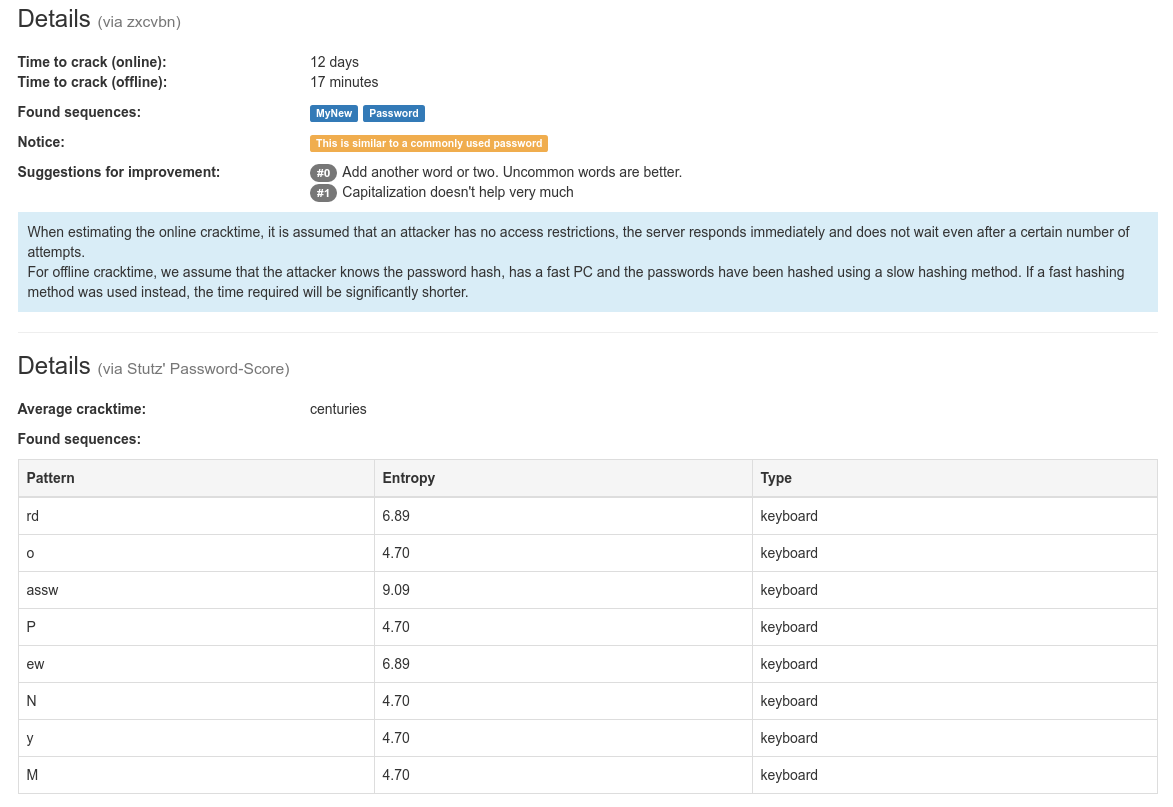 Details (via zxcvbn)
Time to crack (online): 12 days
Time to crack (offline): 17 minutes
Found sequences: MyNew Password
Notice: This is similar to a commonly used password
Suggestions for improvement: #0 Add another word or two. Uncommon words are better.
#1 Capitalization doesn't help very much
When estimating the online cracktime, it is assumed that an attacker has no access restrictions, the server responds immediately and does not wait even after a certain number of
attempts.
For offline cracktime, we assume that the attacker knows the password hash, has a fast PC and the passwords have been hashed using a slow hashing method. If a fast hashing
method was used instead, the time required will be significantly shorter.
Details (via Stutz' Password-Score)
Average cracktime: centuries
Found sequences:
Pattern Entropy Type
rd 6.89 keyboard
o 4.70 keyboard
assw 9.09 keyboard
P 4.70 keyboard
ew 6.89 keyboard
N 4.70 keyboard
y 4.70 keyboard
M 4.70 keyboard